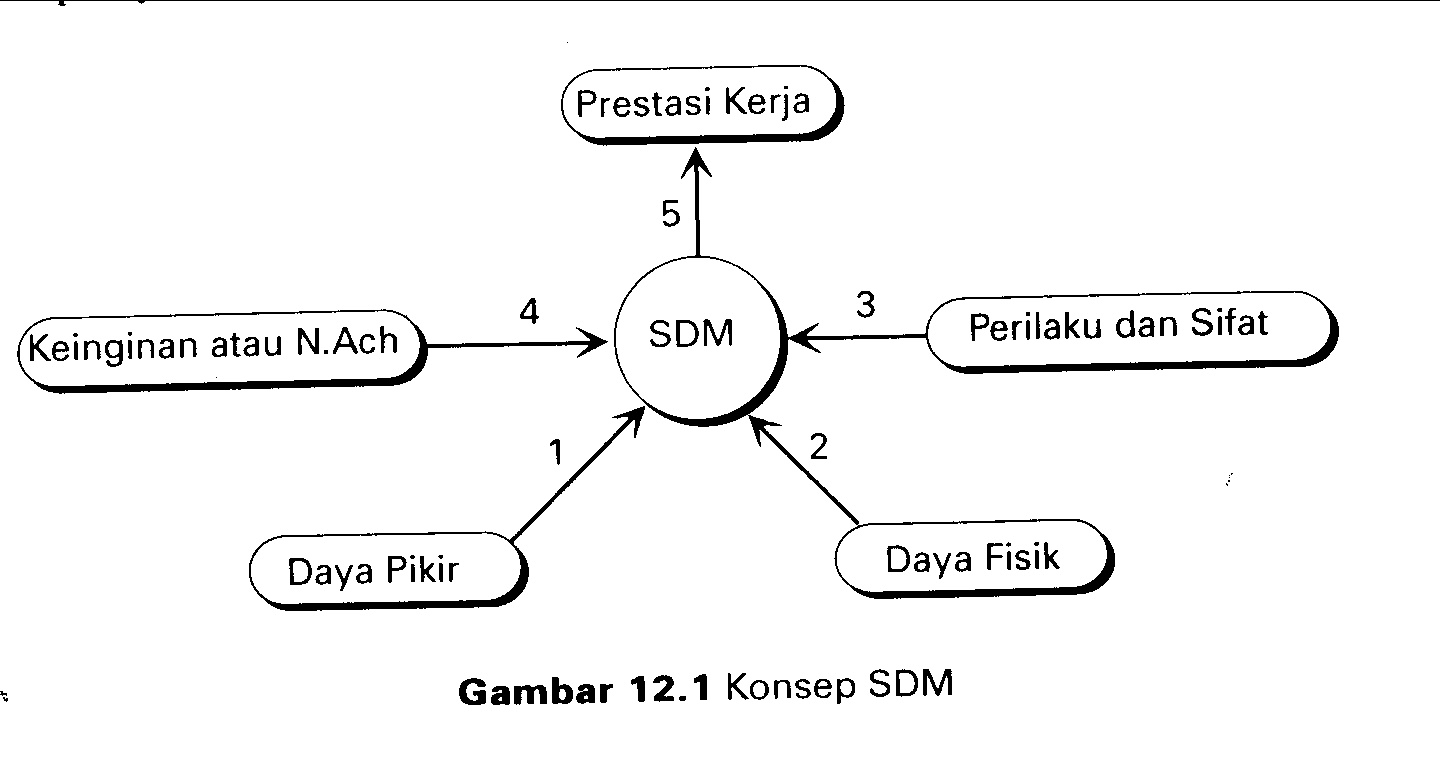 Prestasi Kerja
5
Keinginan atau N.Ach
4
SDM
3
Perilaku dan Sifat
1
2
Daya Pikir
Daya Fisik
Gambar 12.1 Konsep SDM